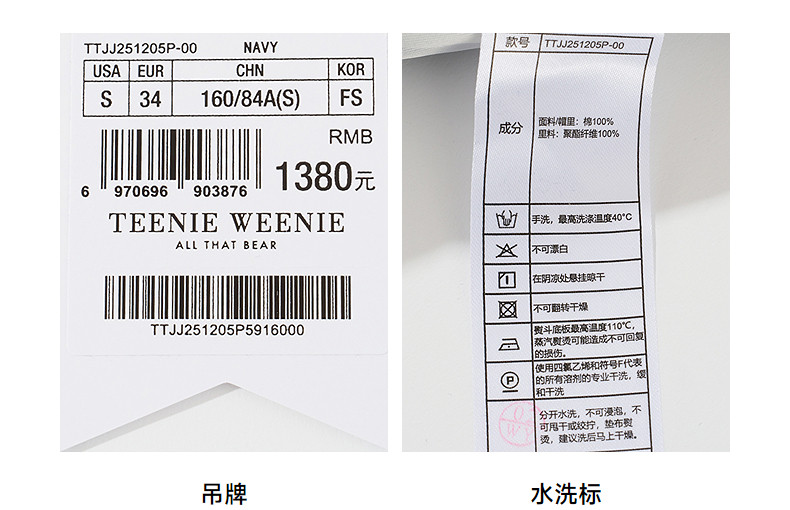 TTJJ251205P-00 NAVY
USA EUR CHN KOR
S 34 160/84A(S) FS
RMB
1380元
6 970696 903876
TEENIE WEENIE
ALL THAT BEAR
TTJJ251205P5916000
吊牌
款号 TTJJ251205P-00
成分
面料/帽里：棉100%
里料：聚酯纤维100%
手洗，最高洗涤温度40°C
不可漂白
在阴凉处悬挂晾干
不可翻转干燥
熨斗底板最高温度110℃，
蒸汽熨烫可能造成不可回复
的损伤。
P
使用四氯乙烯和符号F代表
的所有溶剂的专业干洗，缓
和干洗
分开水洗，不可浸泡，不
可甩干或绞拧，垫布熨
烫，建议洗后马上干燥。
水洗标